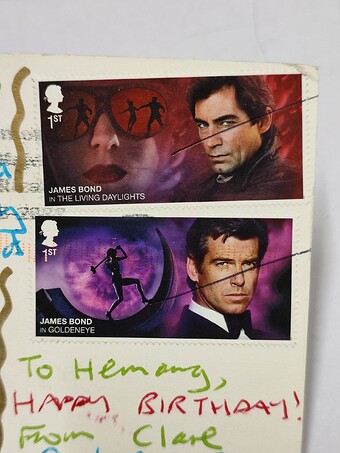 1ST
JAMES BOND
IN THE LIVING DAYLIGHTS
1ST
JAMES BOND
IN GOLDENEYE
To Hemang,
HAPPY BIRTHDAY!
From Clare